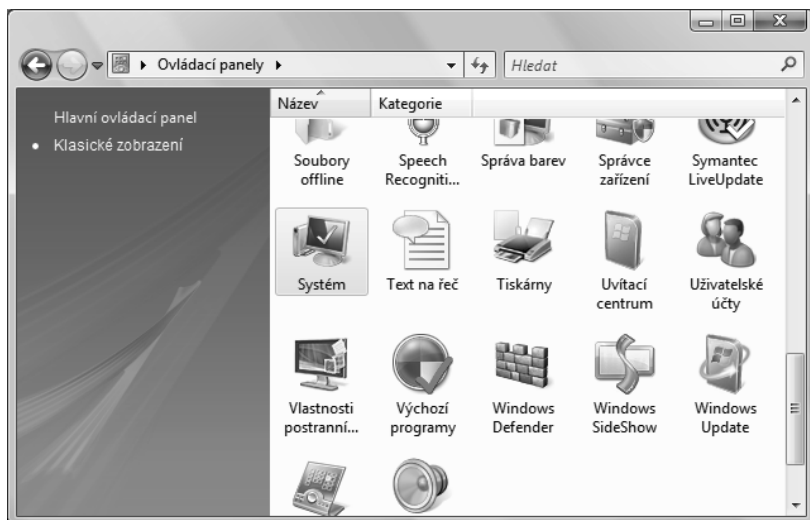 Ovládací panely
Hledat
Hlavní ovládací panel
Klasické zobrazení
Název Kategorie
Soubory offline
Speech Recogniti...
Správa barev
Správce zařízení
Symantec LiveUpdate
Systém
Text na řeč
Tiskárny
Uvítací centrum
Uživatelské účty
Vlastnosti postranní...
Výchozí programy
Windows Defender
Windows SideShow
Windows Update